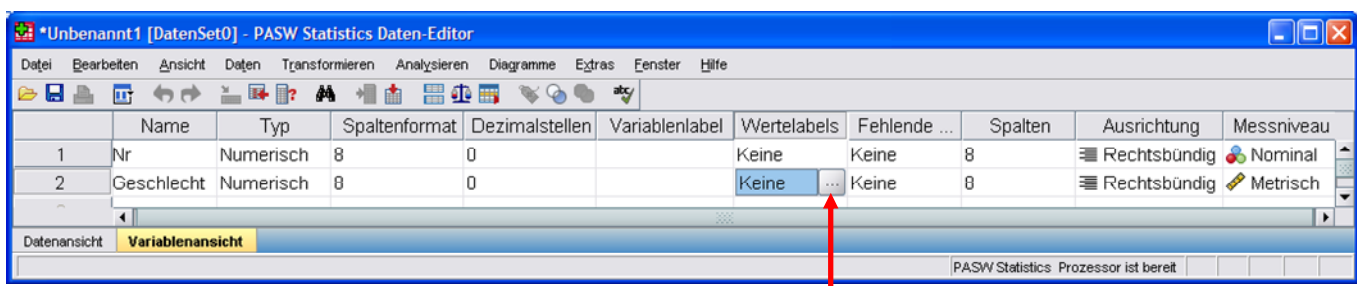 *Unbenannt1 [DatenSet0] - PASW Statistics Daten-Editor
Datei Bearbeiten Ansicht Daten Transformieren Analysieren Diagramme Extras Fenster Hilfe
Name Typ Spaltenformat Dezimalstellen Variablenlabel Wertelabels Fehlende ... Spalten Ausrichtung Messniveau
1 Nr Numerisch 8 0 Keine Keine 8 Rechtsbündig Nominal
2 Geschlecht Numerisch 8 0 Keine ... Keine 8 Rechtsbündig Metrisch
Datenansicht Variablenansicht
PASW Statistics Prozessor ist bereit